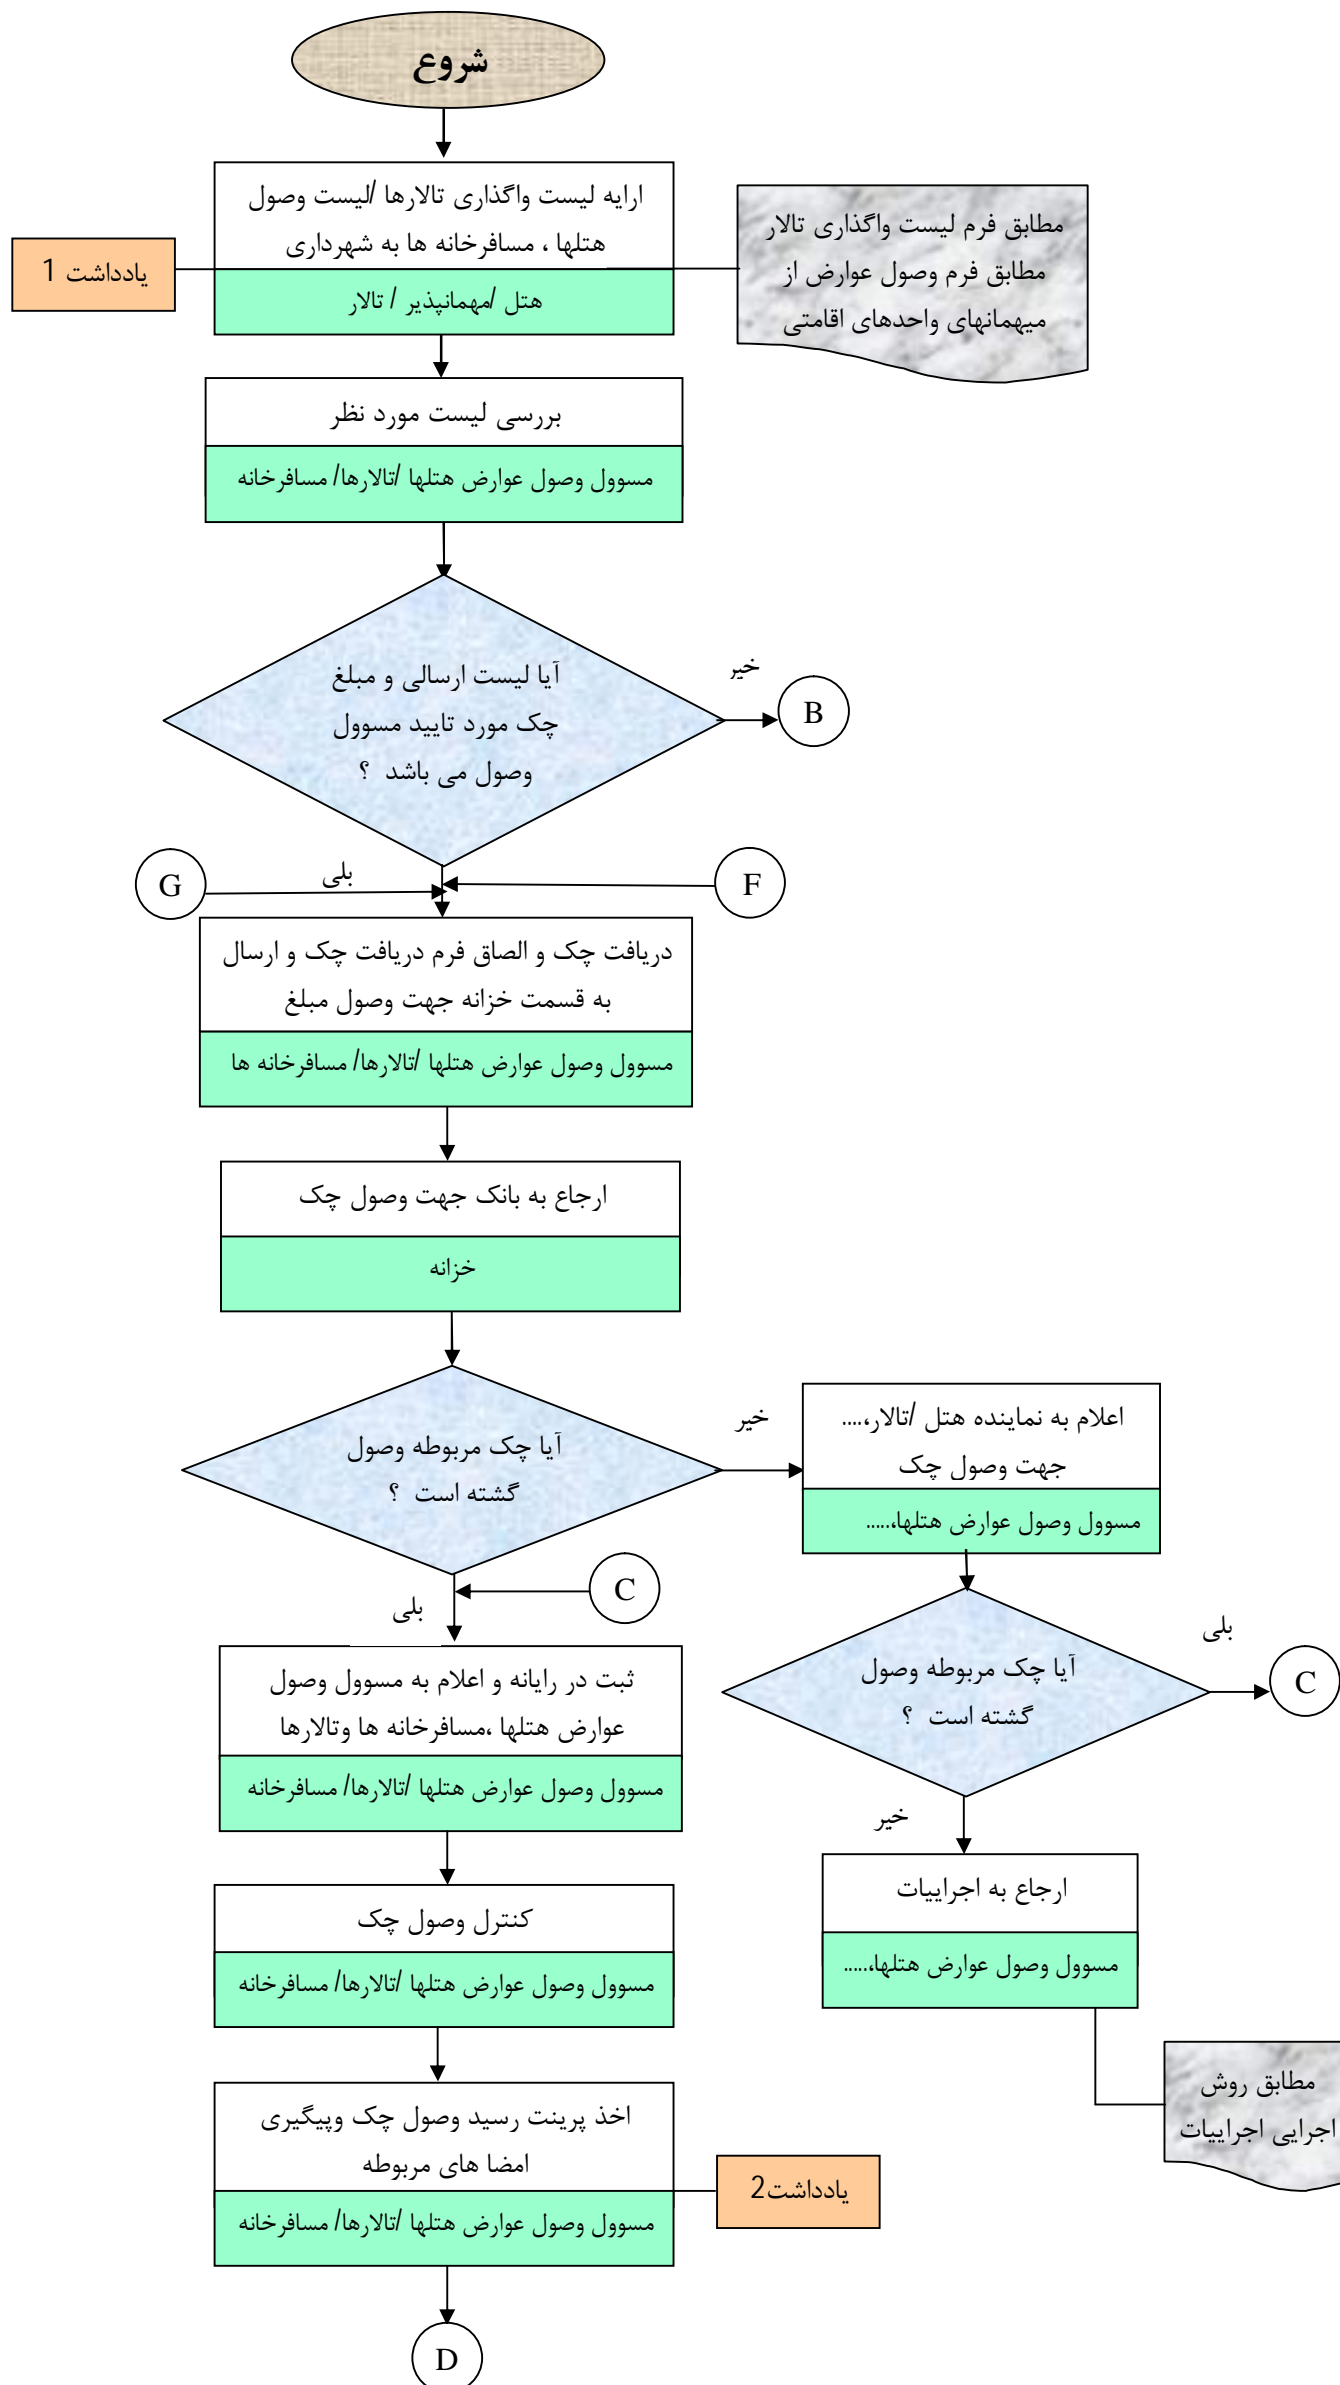 شروع
ارایه لیست واگذاری تالارها /لیست وصول
هتلها ، مسافرخانه ها به شهرداری
هتل /مهمانپذیر / تالار
یادداشت 1
مطابق فرم لیست واگذاری تالار
مطابق فرم وصول عوارض از
میهمانهای واحدهای اقامتی
بررسی لیست مورد نظر
مسوول وصول عوارض هتلها /تالارها/ مسافرخانه
آیا لیست ارسالی و مبلغ
چک مورد تایید مسوول
وصول می باشد ؟
خیر
B
بلی
G
F
دریافت چک و الصاق فرم دریافت چک و ارسال
به قسمت خزانه جهت وصول مبلغ
مسوول وصول عوارض هتلها /تالارها/ مسافرخانه ها
ارجاع به بانک جهت وصول چک
خزانه
آیا چک مربوطه وصول
گشته است ؟
خیر
اعلام به نماینده هتل /تالار،....
جهت وصول چک
مسوول وصول عوارض هتلها،.....
C
بلی
آیا چک مربوطه وصول
گشته است ؟
بلی
C
خیر
ثبت در رایانه و اعلام به مسوول وصول
عوارض هتلها ،مسافرخانه ها وتالارها
مسوول وصول عوارض هتلها /تالارها/ مسافرخانه
ارجاع به اجراییات
مسوول وصول عوارض هتلها،.....
کنترل وصول چک
مسوول وصول عوارض هتلها /تالارها/ مسافرخانه
مطابق روش
اجرایی اجراییات
اخذ پرینت رسید وصول چک وپیگیری
امضا های مربوطه
مسوول وصول عوارض هتلها /تالارها/ مسافرخانه
یادداشت2
D